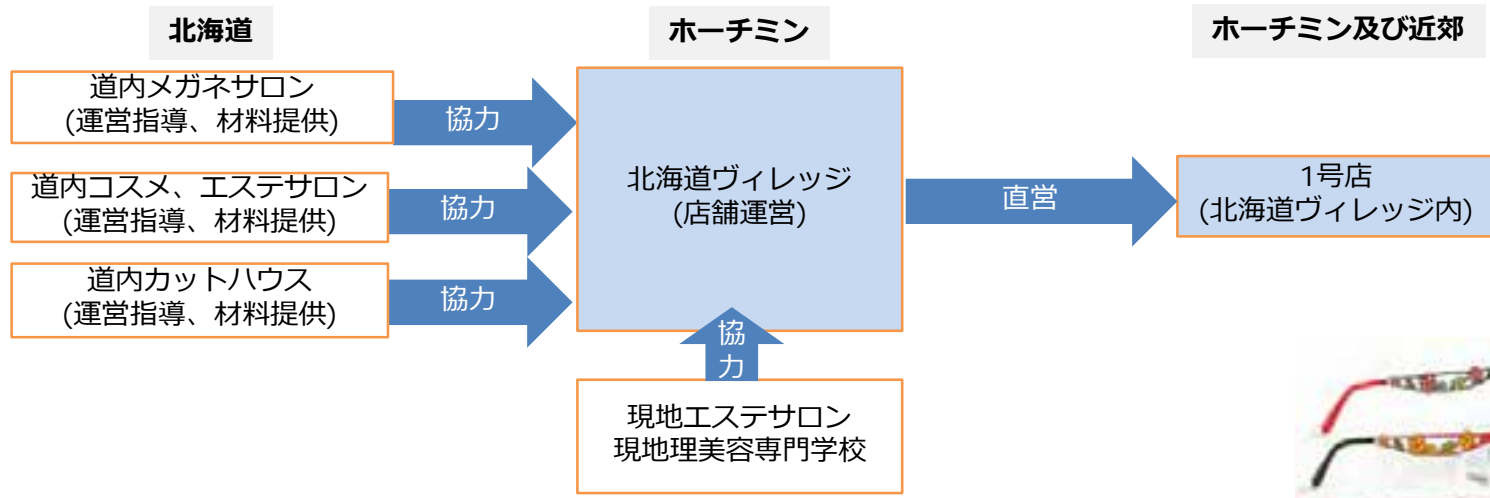 北海道
ホーチミン
ホーチミン及び近郊
道内メガネサロン
(運営指導、材料提供)
協力
道内コスメ、エステサロン
(運営指導、材料提供)
協力
道内カットハウス
(運営指導、材料提供)
協力
北海道ヴィレッジ
(店舗運営)
直営
1号店
(北海道ヴィレッジ内)
協
力
現地エステサロン
現地理美容専門学校